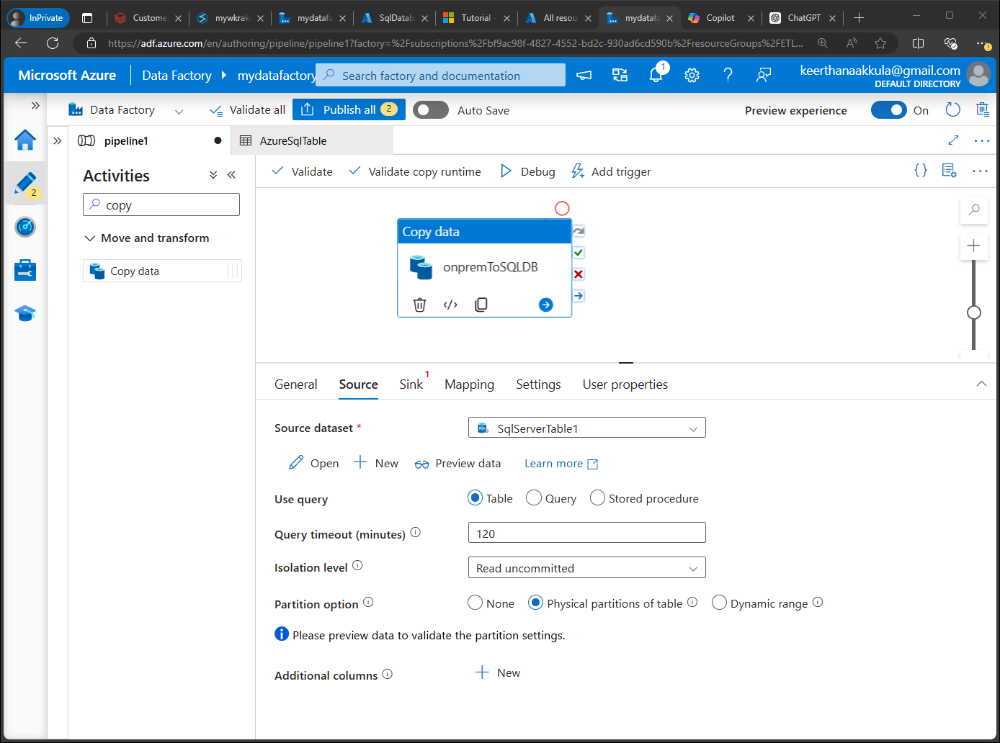 InPrivate
Custome
mywkrak
mydatafa
SqlDatab
Tutorial -
All resou
mydatafa
Copilot
ChatGPT
https://adf.azure.com/en/authoring/pipeline/pipeline1?factory=%2Fsubscriptions%2Fbf9ac98f-4827-4552-bd2c-930ad6cd590b%2FresourceGroups%2FETL...
Microsoft Azure
Data Factory
mydatafactory
Search factory and documentation
1
keerthanaakkula@gmail.com
DEFAULT DIRECTORY
Data Factory
Validate all
Publish all 2
Auto Save
Preview experience
On
pipeline1
AzureSqlTable
2
Activities
copy
Move and transform
Copy data
Validate
Validate copy runtime
Debug
Add trigger
Copy data
onpremToSQLDB
General
Source
Sink 1
Mapping
Settings
User properties
Source dataset *
SqlServerTable1
Open
New
Preview data
Learn more
Use query
Table
Query
Stored procedure
Query timeout (minutes)
120
Isolation level
Read uncommitted
Partition option
None
Physical partitions of table
Dynamic range
Please preview data to validate the partition settings.
Additional columns
New